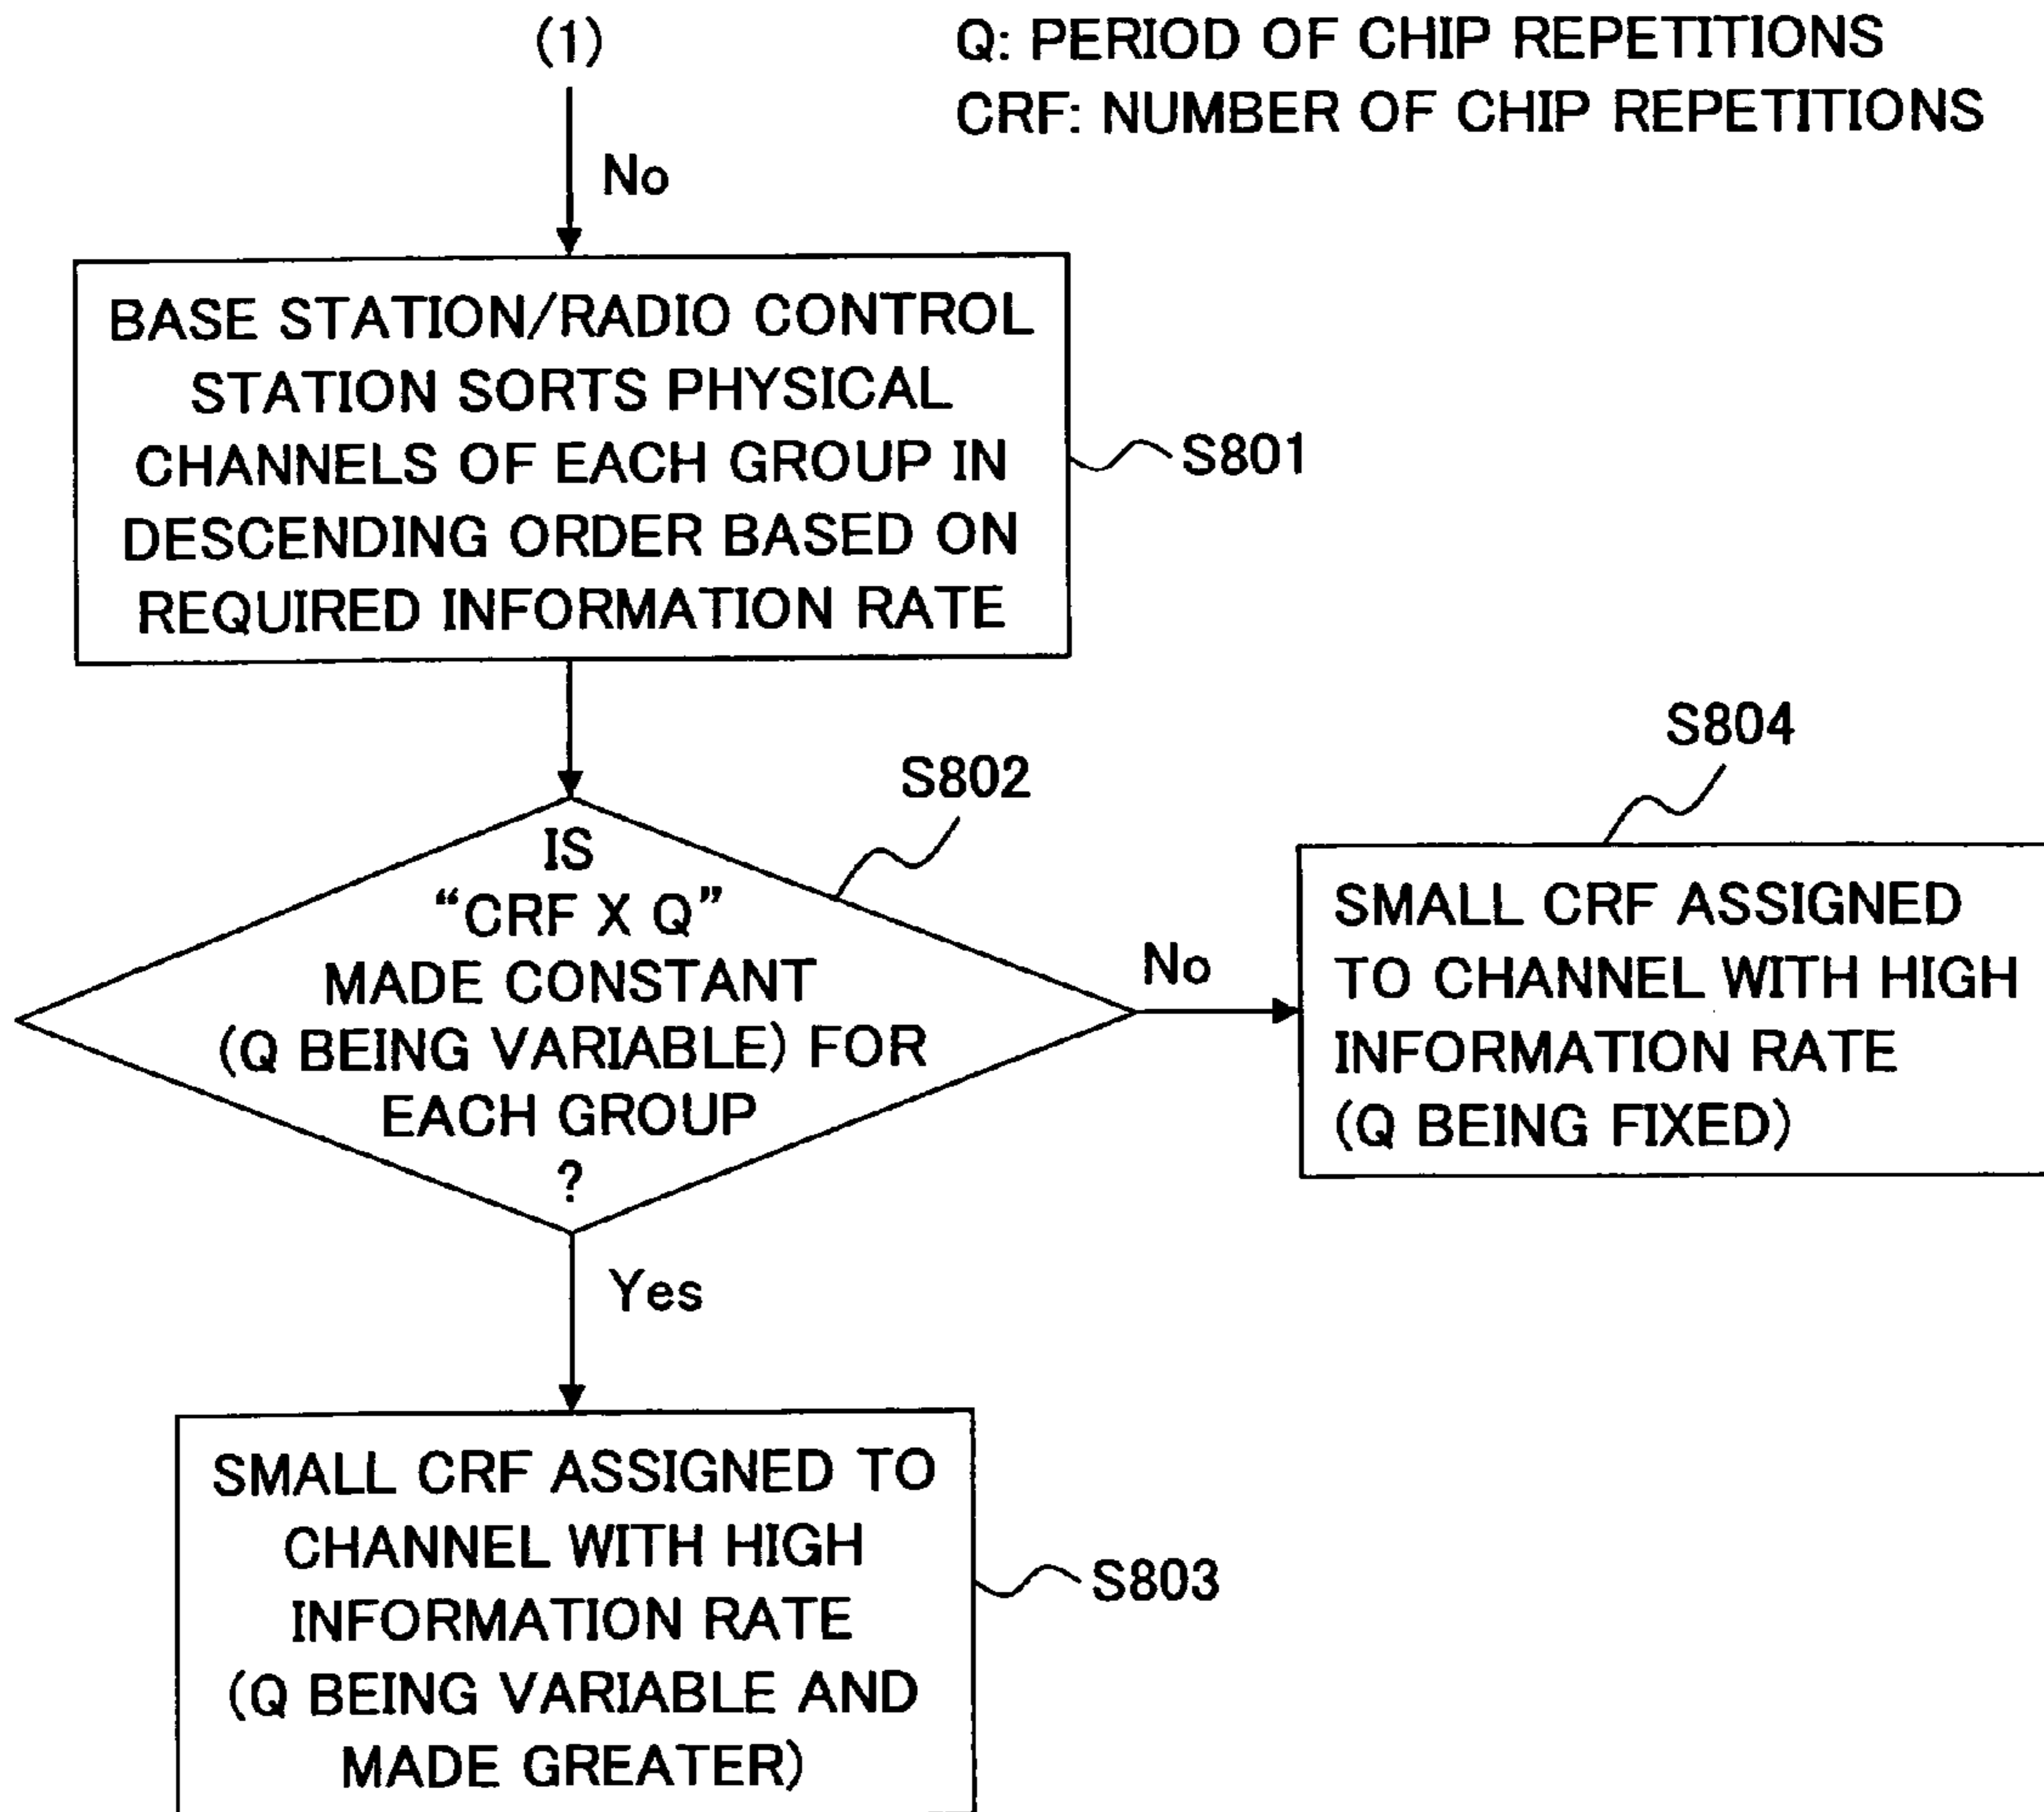 (1)
Q: PERIOD OF CHIP REPETITIONS
CRF: NUMBER OF CHIP REPETITIONS
No
BASE STATION/RADIO CONTROL
STATION SORTS PHYSICAL
CHANNELS OF EACH GROUP IN
DESCENDING ORDER BASED ON
REQUIRED INFORMATION RATE
S801
S802
IS
“CRF X Q”
MADE CONSTANT
(Q BEING VARIABLE) FOR
EACH GROUP
?
No
S804
SMALL CRF ASSIGNED
TO CHANNEL WITH HIGH
INFORMATION RATE
(Q BEING FIXED)
Yes
SMALL CRF ASSIGNED TO
CHANNEL WITH HIGH
INFORMATION RATE
(Q BEING VARIABLE AND
MADE GREATER)
S803